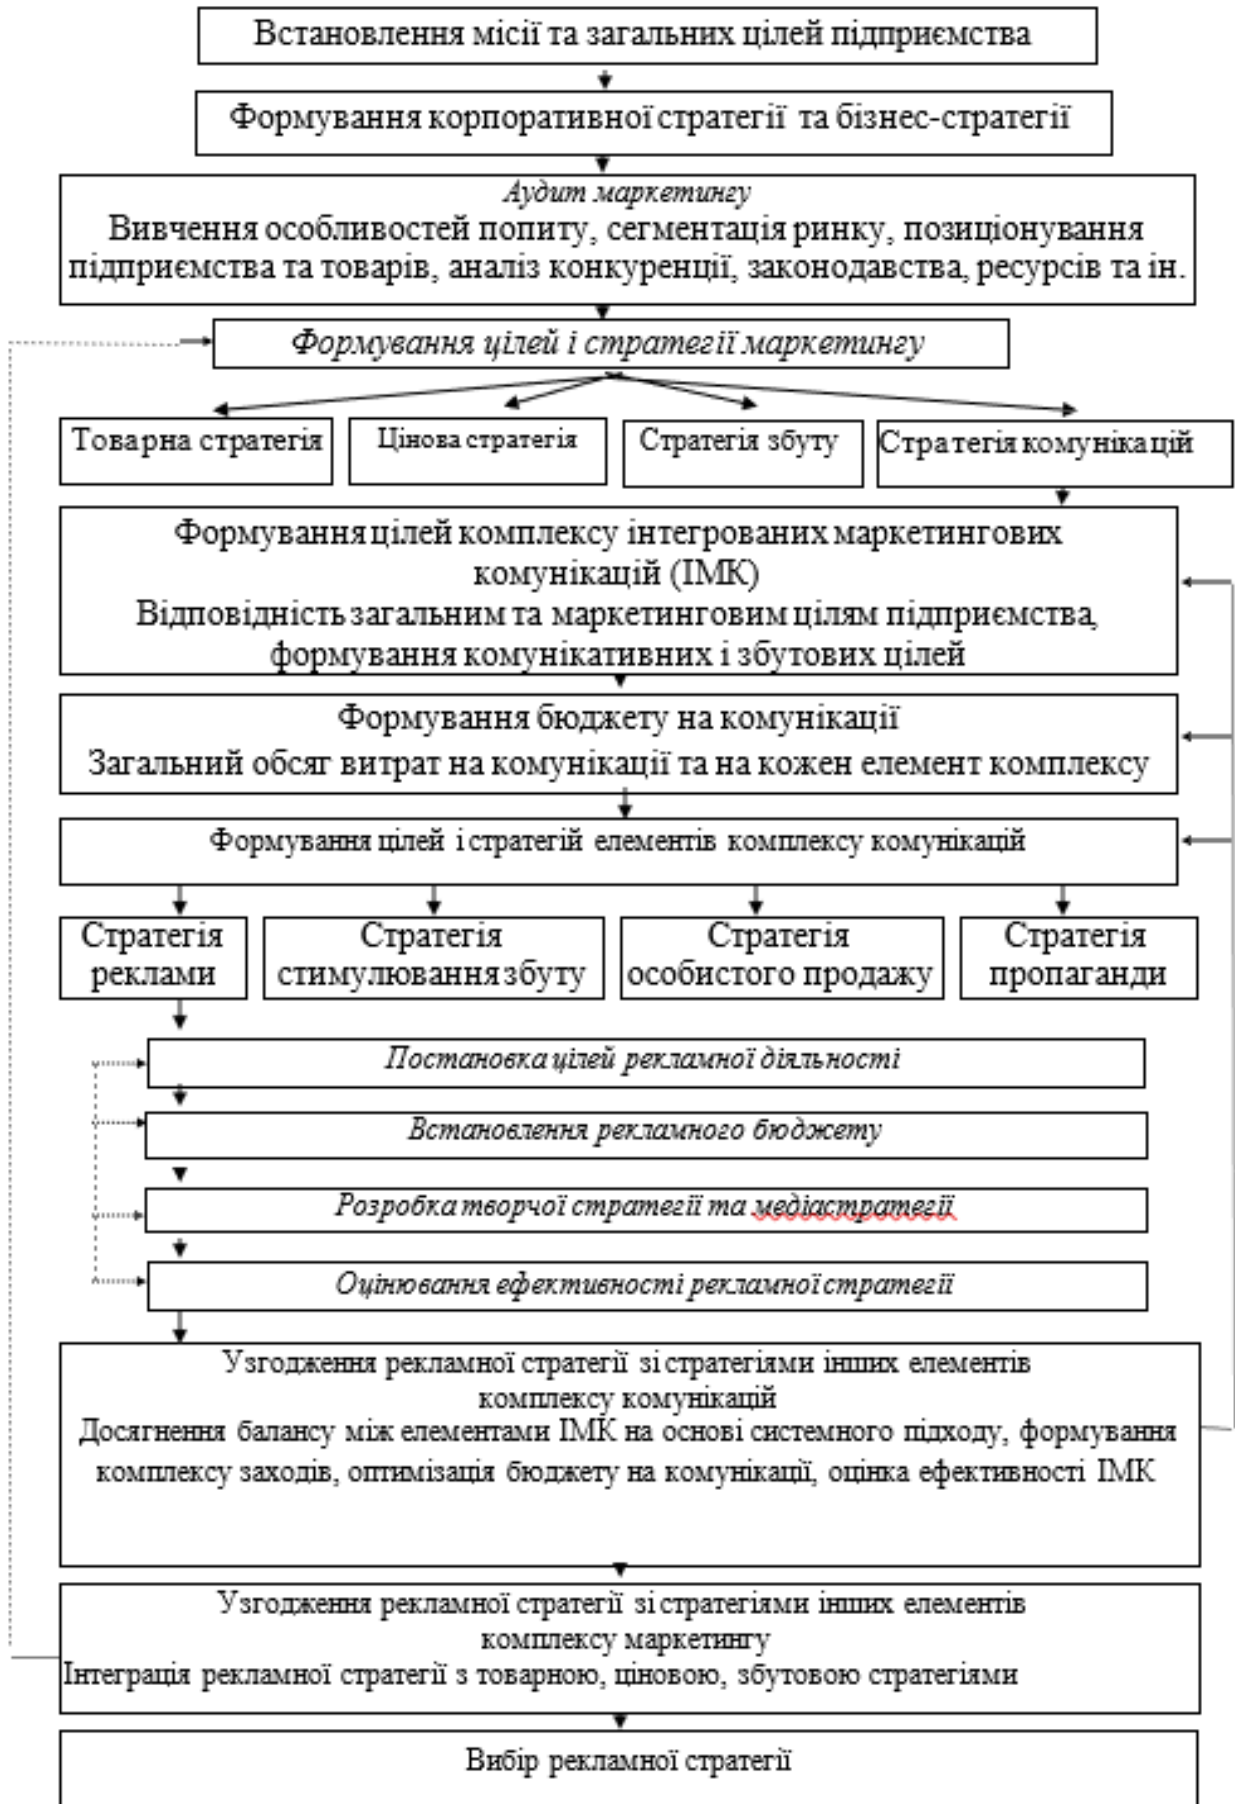 Встановлення місії та загальних цілей підприємства
Формування корпоративної стратегії та бізнес-стратегії
Аудит маркетингу
Вивчення особливостей попиту, сегментація ринку, позиціонування
підприємства та товарів, аналіз конкуренції, законодавства, ресурсів та ін.
Формування цілей і стратегії маркетингу
Товарна стратегія
Цінова стратегія
Стратегія збуту
Стратегія комунікацій
Формування цілей комплексу інтегрованих маркетингових
комунікацій (ІМК)
Відповідність загальним та маркетинговим цілям підприємства,
формування комунікативних і збутових цілей
Формування бюджету на комунікації
Загальний обсяг витрат на комунікації та на кожен елемент комплексу
Формування цілей і стратегій елементів комплексу комунікацій
Стратегія
реклами
Стратегія
стимулювання збуту
Стратегія
особистого продажу
Стратегія
пропаганди
Постановка цілей рекламної діяльності
Встановлення рекламного бюджету
Розробка творчої стратегії та медіастратегії
Оцінювання ефективності рекламної стратегії
Узгодження рекламної стратегії зі стратегіями інших елементів
комплексу комунікацій
Досягнення балансу між елементами ІМК на основі системного підходу, формування
комплексу заходів, оптимізація бюджету на комунікації, оцінка ефективності ІМК
Узгодження рекламної стратегії зі стратегіями інших елементів
комплексу маркетингу
Інтеграція рекламної стратегії з товарною, ціновою, збутовою стратегіями
Вибір рекламної стратегії